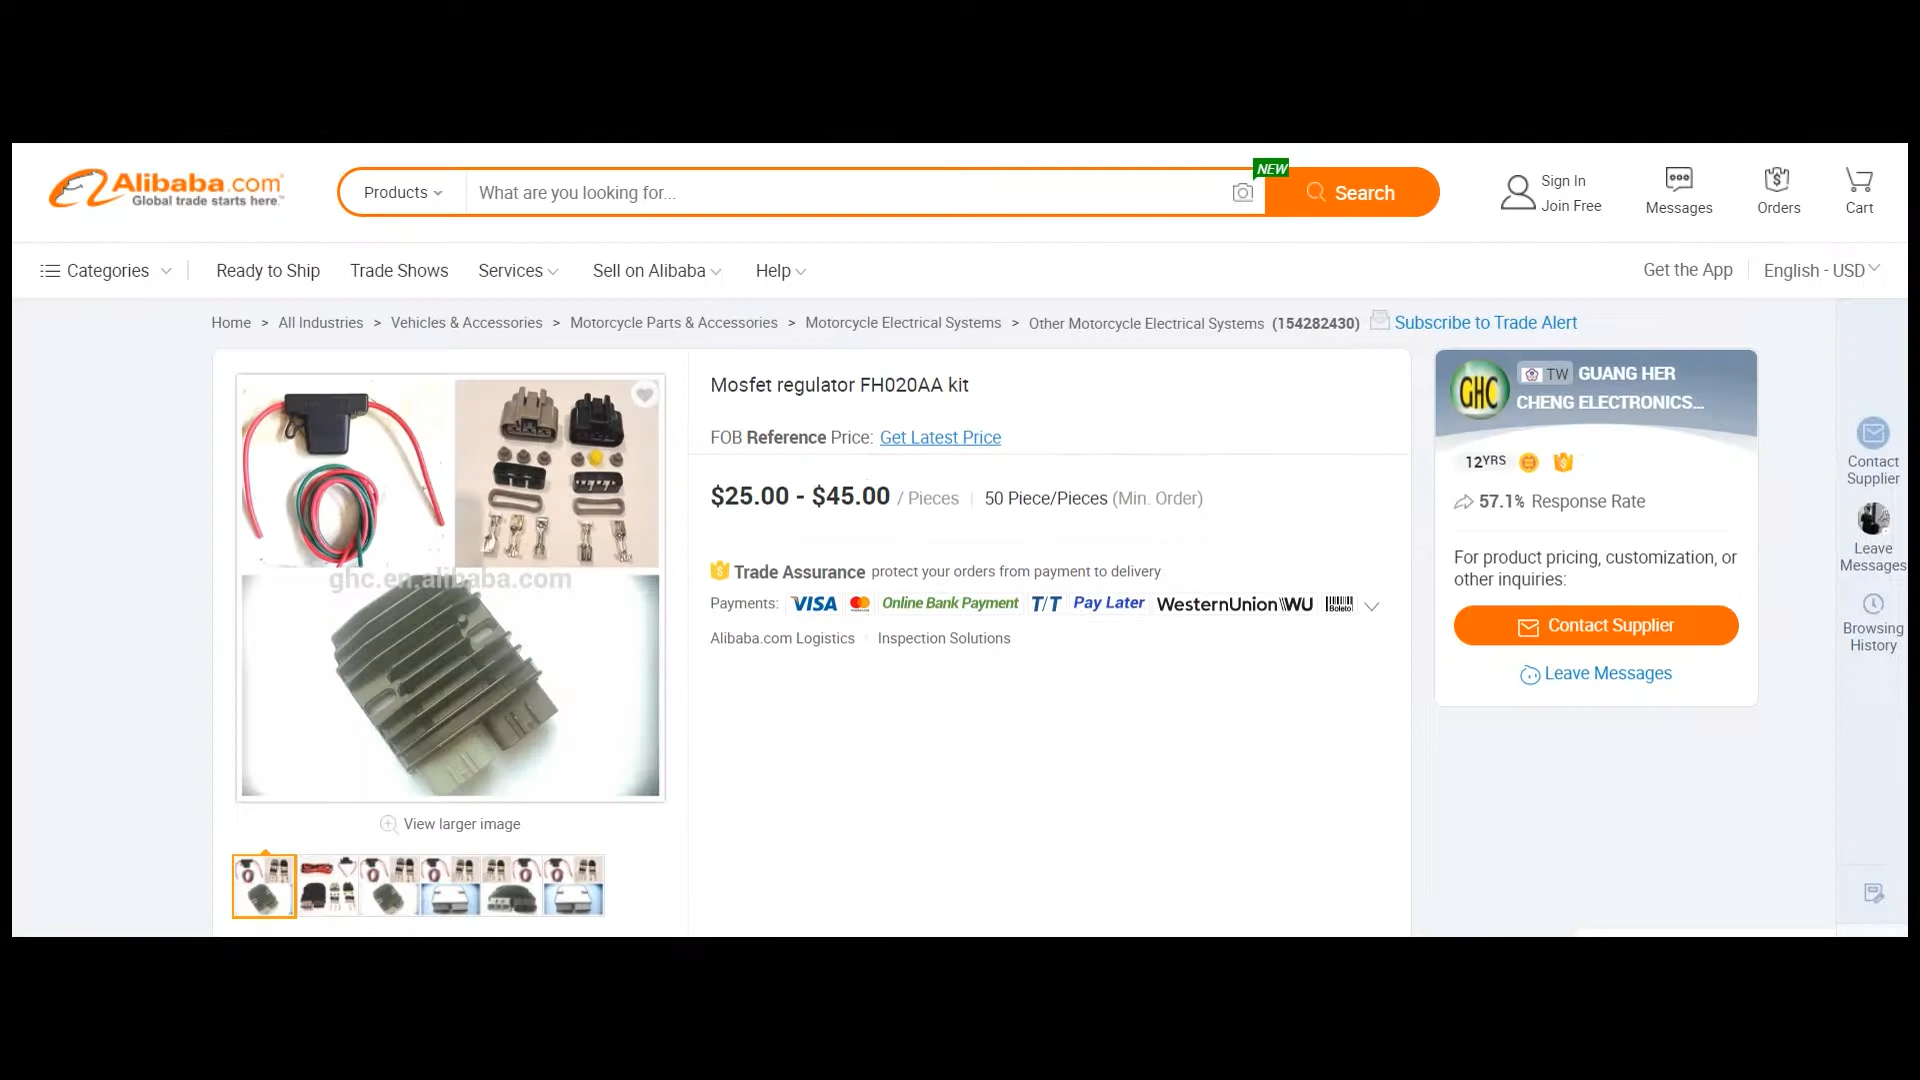 Alibaba.com
Global trade starts here.™
Products
What are you looking for...
NEW
Search
Sign In
Join Free
Messages
Orders
Cart
Categories
Ready to Ship
Trade Shows
Services
Sell on Alibaba
Help
Get the App
English - USD
Home > All Industries > Vehicles & Accessories > Motorcycle Parts & Accessories > Motorcycle Electrical Systems > Other Motorcycle Electrical Systems (154282430)
Subscribe to Trade Alert
ghc.en.alibaba.com
View larger image
Mosfet regulator FH020AA kit
FOB Reference Price: Get Latest Price
$25.00 - $45.00 / Pieces | 50 Piece/Pieces (Min. Order)
Trade Assurance protect your orders from payment to delivery
Payments: VISA Online Bank Payment T/T Pay Later WesternUnion WU Boleto
Alibaba.com Logistics Inspection Solutions
GHC
TW GUANG HER
CHENG ELECTRONICS...
12YRS
57.1% Response Rate
For product pricing, customization, or
other inquiries:
Contact Supplier
Leave Messages
Contact
Supplier
Leave
Messages
Browsing
History